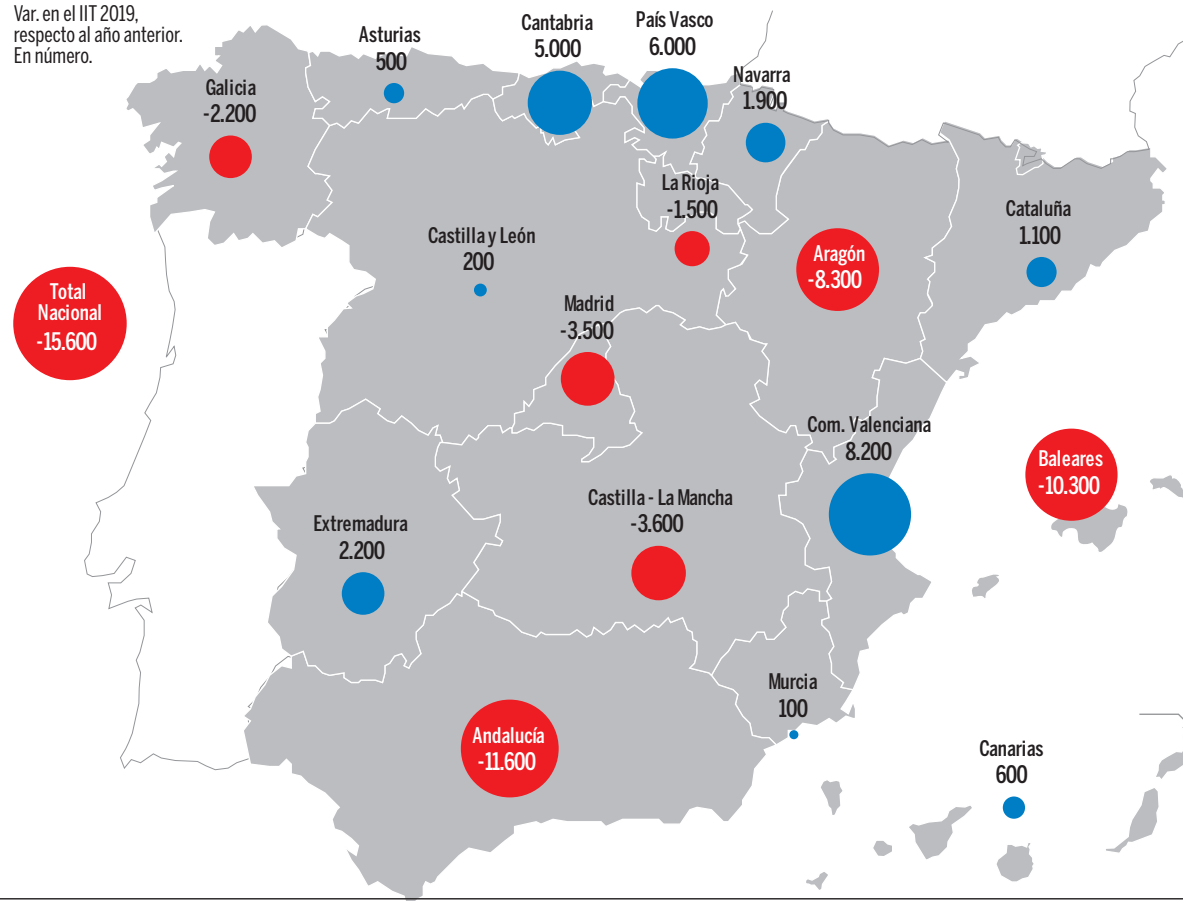 Var. en el IIT 2019,
respecto al año anterior.
En número.
Asturias
500
Cantabria
5.000
País Vasco
6.000
Navarra
1.900
Galicia
-2.200
La Rioja
-1.500
Cataluña
1.100
Castilla y León
200
Aragón
-8.300
Total
Nacional
-15.600
Madrid
-3.500
Com. Valenciana
8.200
Baleares
-10.300
Castilla - La Mancha
-3.600
Extremadura
2.200
Murcia
100
Andalucía
-11.600
Canarias
600